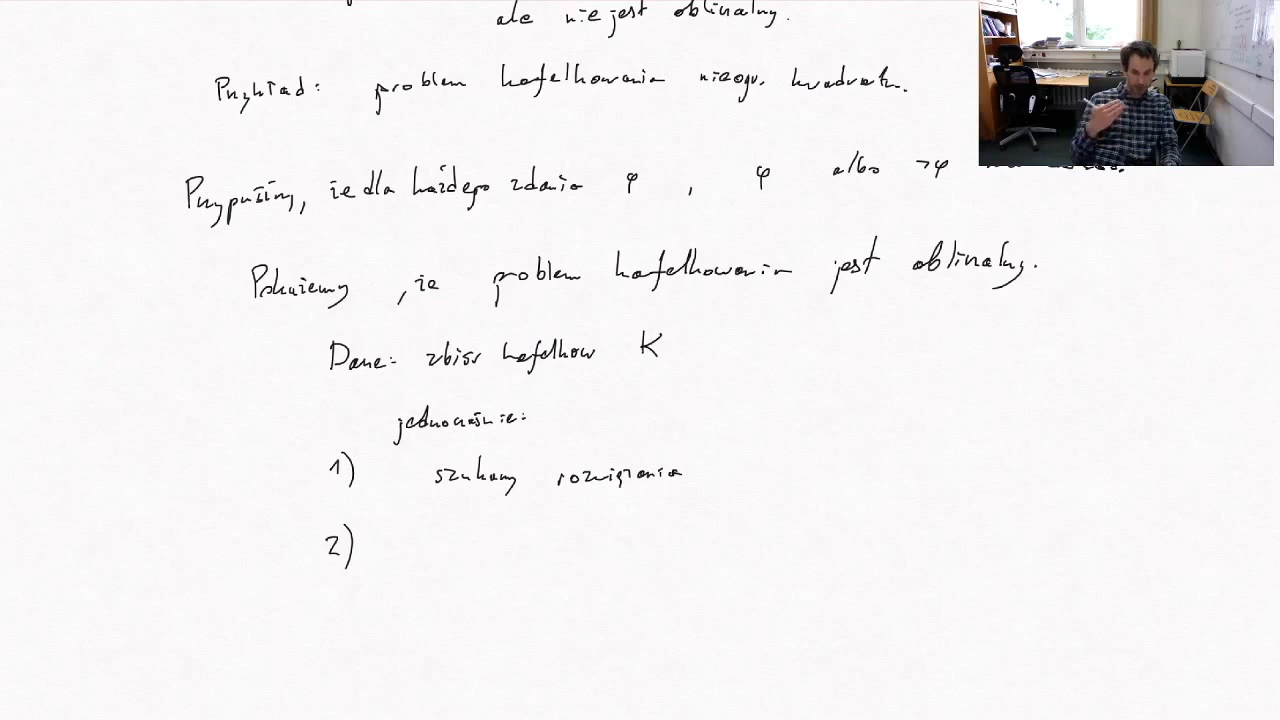 ale nie jest obliczalny.
Przykład: problem kafelkowania nieogr. kwadratu.
Przypuśćmy, że dla każdego zdania φ , φ albo ¬φ
Pokażemy, że problem kafelkowania jest obliczalny.
Dane: zbiór kafelków K
jednocześnie:
1) szukamy rozwiązania
2)